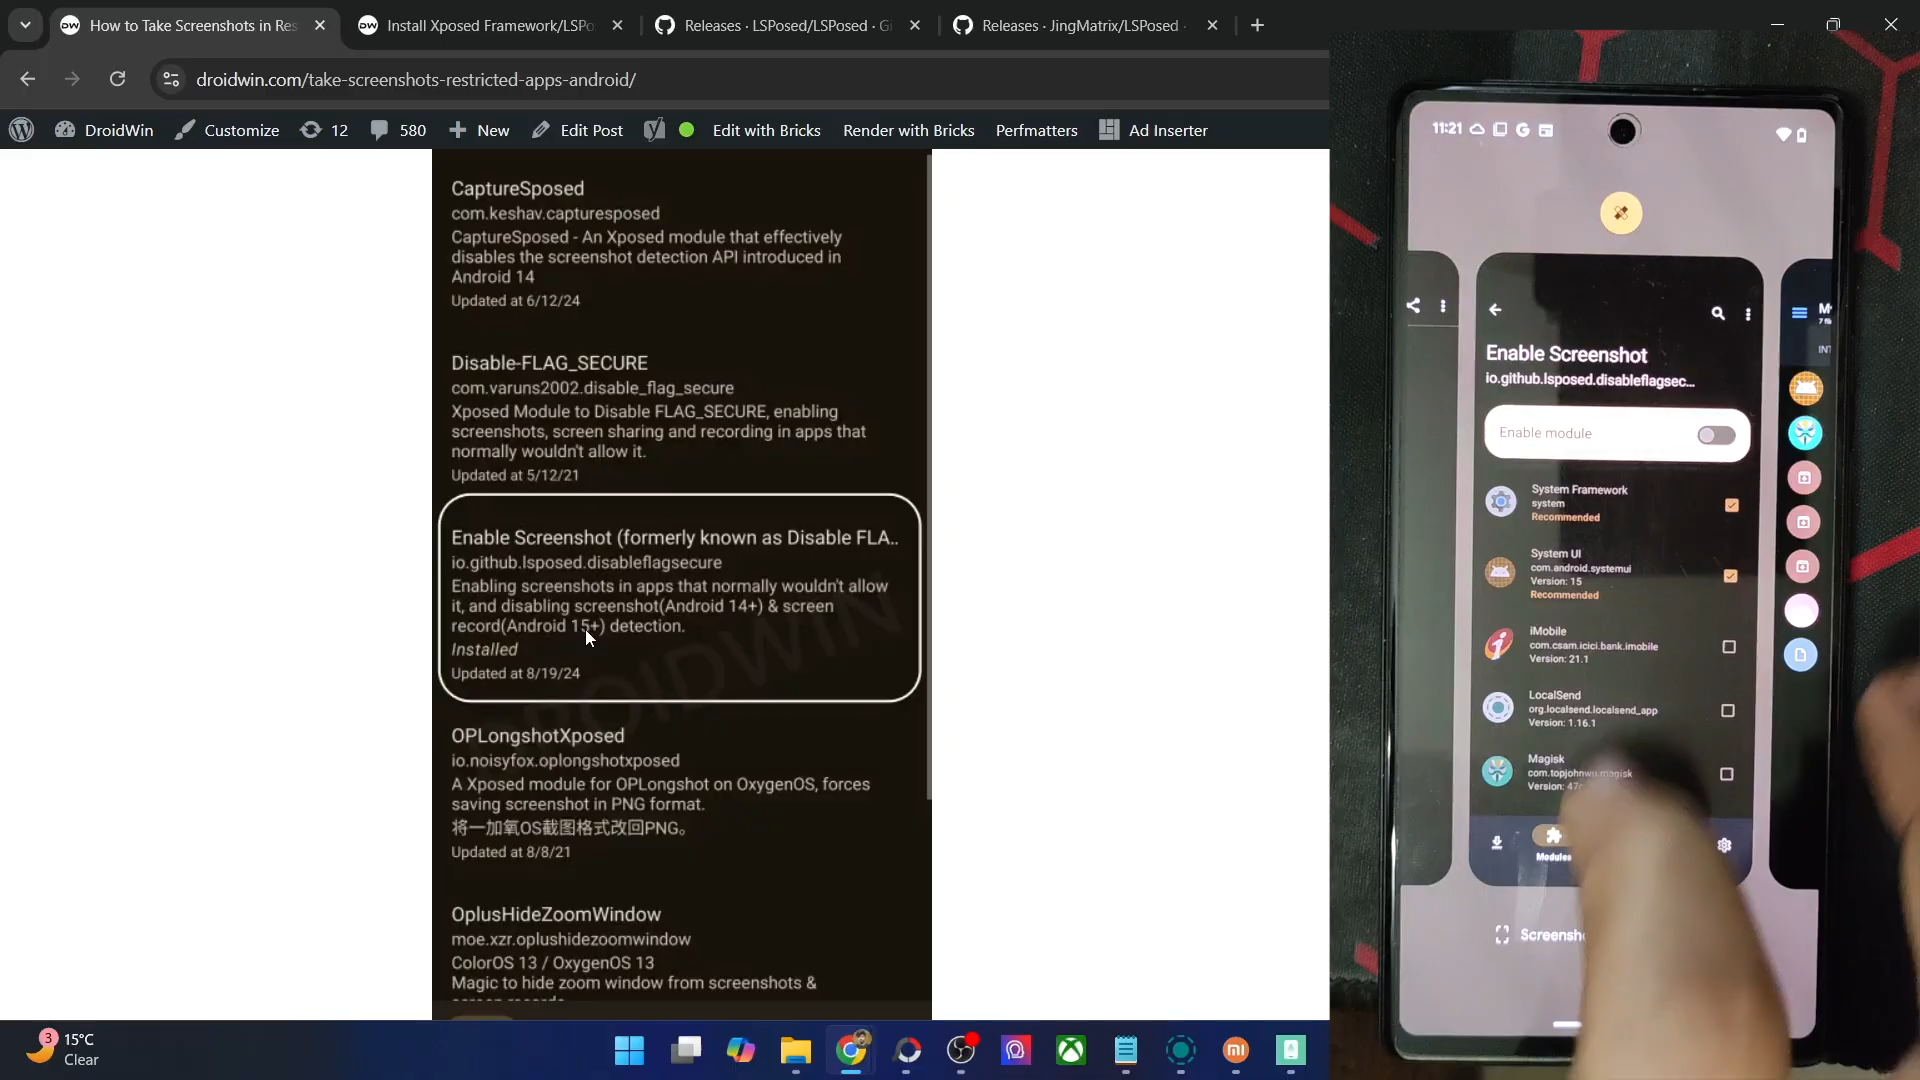 How to Take Screenshots in Res
Install Xposed Framework/LSPo
Releases · LSPosed/LSPosed · Gi
Releases · JingMatrix/LSPosed ·
droidwin.com/take-screenshots-restricted-apps-android/
DroidWin
Customize
12
580
New
Edit Post
Edit with Bricks
Render with Bricks
Perfmatters
Ad Inserter
CaptureSposed
com.keshav.capturesposed
CaptureSposed - An Xposed module that effectively
disables the screenshot detection API introduced in
Android 14
Updated at 6/12/24
Disable-FLAG_SECURE
com.varuns2002.disable_flag_secure
Xposed Module to Disable FLAG_SECURE, enabling
screenshots, screen sharing and recording in apps that
normally wouldn't allow it.
Updated at 5/12/21
Enable Screenshot (formerly known as Disable FLA..
io.github.lsposed.disableflagsecure
Enabling screenshots in apps that normally wouldn't allow
it, and disabling screenshot(Android 14+) & screen
record(Android 15+) detection.
Installed
Updated at 8/19/24
DROIDWIN
OPLongshotXposed
io.noisyfox.oplongshotxposed
A Xposed module for OPLongshot on OxygenOS, forces
saving screenshot in PNG format.
将一加氧OS截图格式改回PNG。
Updated at 8/8/21
OplusHideZoomWindow
moe.xzr.oplushidezoomwindow
ColorOS 13 / OxygenOS 13
Magic to hide zoom window from screenshots &
3
15°C
Clear
11:21
Enable Screenshot
io.github.lsposed.disableflagsec...
Enable module
System Framework
system
Recommended
System UI
com.android.systemui
Version: 15
Recommended
iMobile
com.csam.icici.bank.imobile
Version: 21.1
LocalSend
org.localsend.localsend_app
Version: 1.16.1
Magisk
com.topjohnwu.magisk
Version:
Modules
Screensh